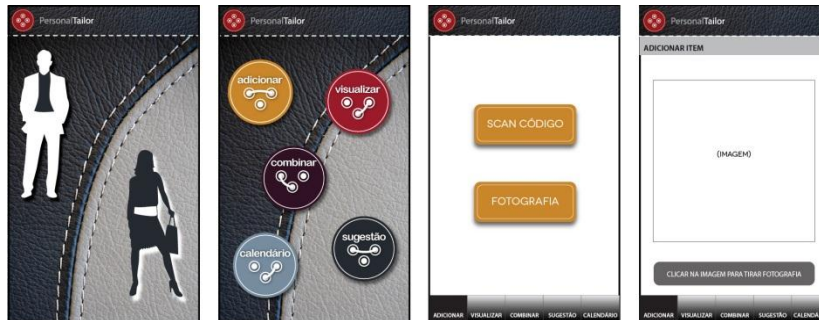 PersonalTailor
PersonalTailor
adicionar
visualizar
combinar
sugestão
calendário
PersonalTailor
SCAN CÓDIGO
FOTOGRAFIA
ADICIONAR VISUALIZAR COMBINAR SUGESTÃO CALENDÁRIO
PersonalTailor
ADICIONAR ITEM
(IMAGEM)
CLICAR NA IMAGEM PARA TIRAR FOTOGRAFIA
ADICIONAR VISUALIZAR COMBINAR SUGESTÃO CALENDÁ